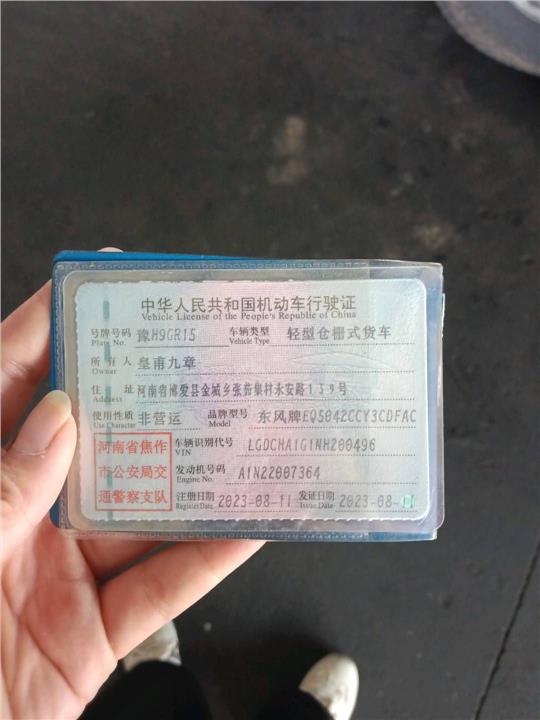 中华人民共和国机动车行驶证
Vehicle License of the People's Republic of China
号牌号码 豫H9GR15 车辆类型 轻型仓栅式货车
Plate No. Vehicle Type
所有人 皇甫九章
Owner
住址 河南省博爱县金城乡张茹集村永安路139号
Address
使用性质 非营运 品牌型号 东风牌EQ5042CCY3CDFAC
Use Character Model
河南省焦作
市公安局交
通警察支队
车辆识别代号 LGDCHA1G1NH200496
VIN
发动机号码 A1N22007364
Engine No.
注册日期 2023-08-11 发证日期 2023-08-11
Register Date Issue Date